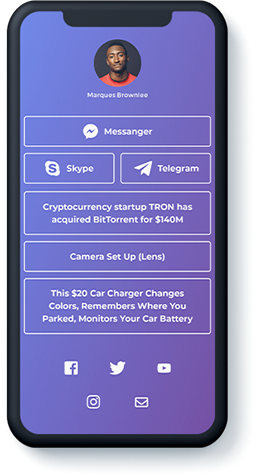 Marques Brownlee
Messanger
Skype
Telegram
Cryptocurrency startup TRON has
acquired BitTorrent for $140M
Camera Set Up (Lens)
This $20 Car Charger Changes
Colors, Remembers Where You
Parked, Monitors Your Car Battery